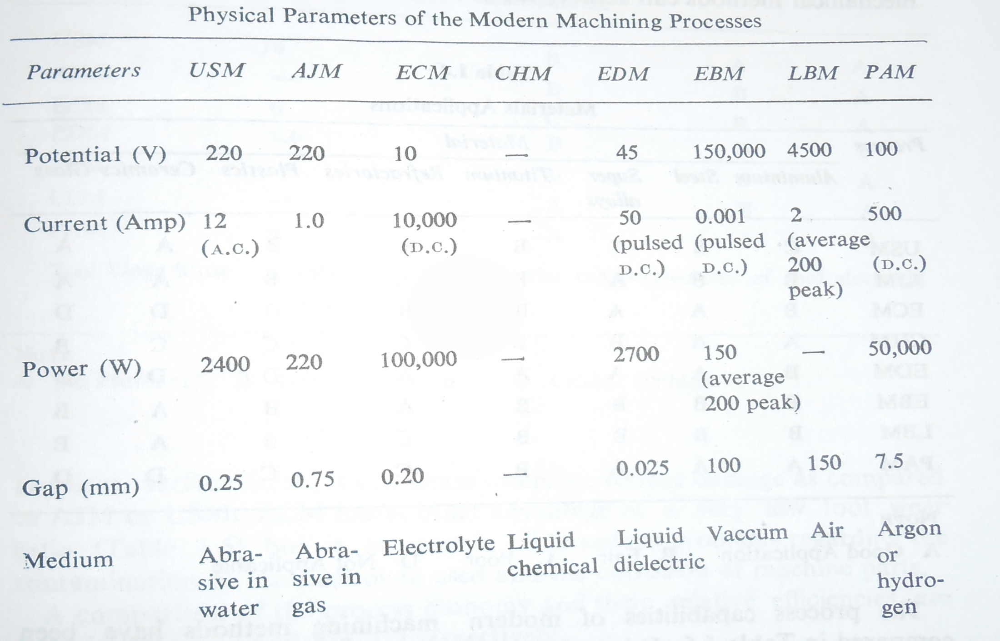 Physical Parameters of the Modern Machining Processes
Parameters USM AJM ECM CHM EDM EBM LBM PAM
Potential (V) 220 220 10 — 45 150,000 4500 100
Current (Amp) 12 1.0 10,000 — 50 0.001 2 500
(A.C.) (D.C.) (pulsed (pulsed (average
D.C.) D.C.) 200 (D.C.)
peak)
Power (W) 2400 220 100,000 — 2700 150 — 50,000
(average
200 peak)
Gap (mm) 0.25 0.75 0.20 — 0.025 100 150 7.5
Medium Abra- Abra- Electrolyte Liquid Liquid Vaccum Air Argon
sive in sive in chemical dielectric or
water gas hydro-
gen